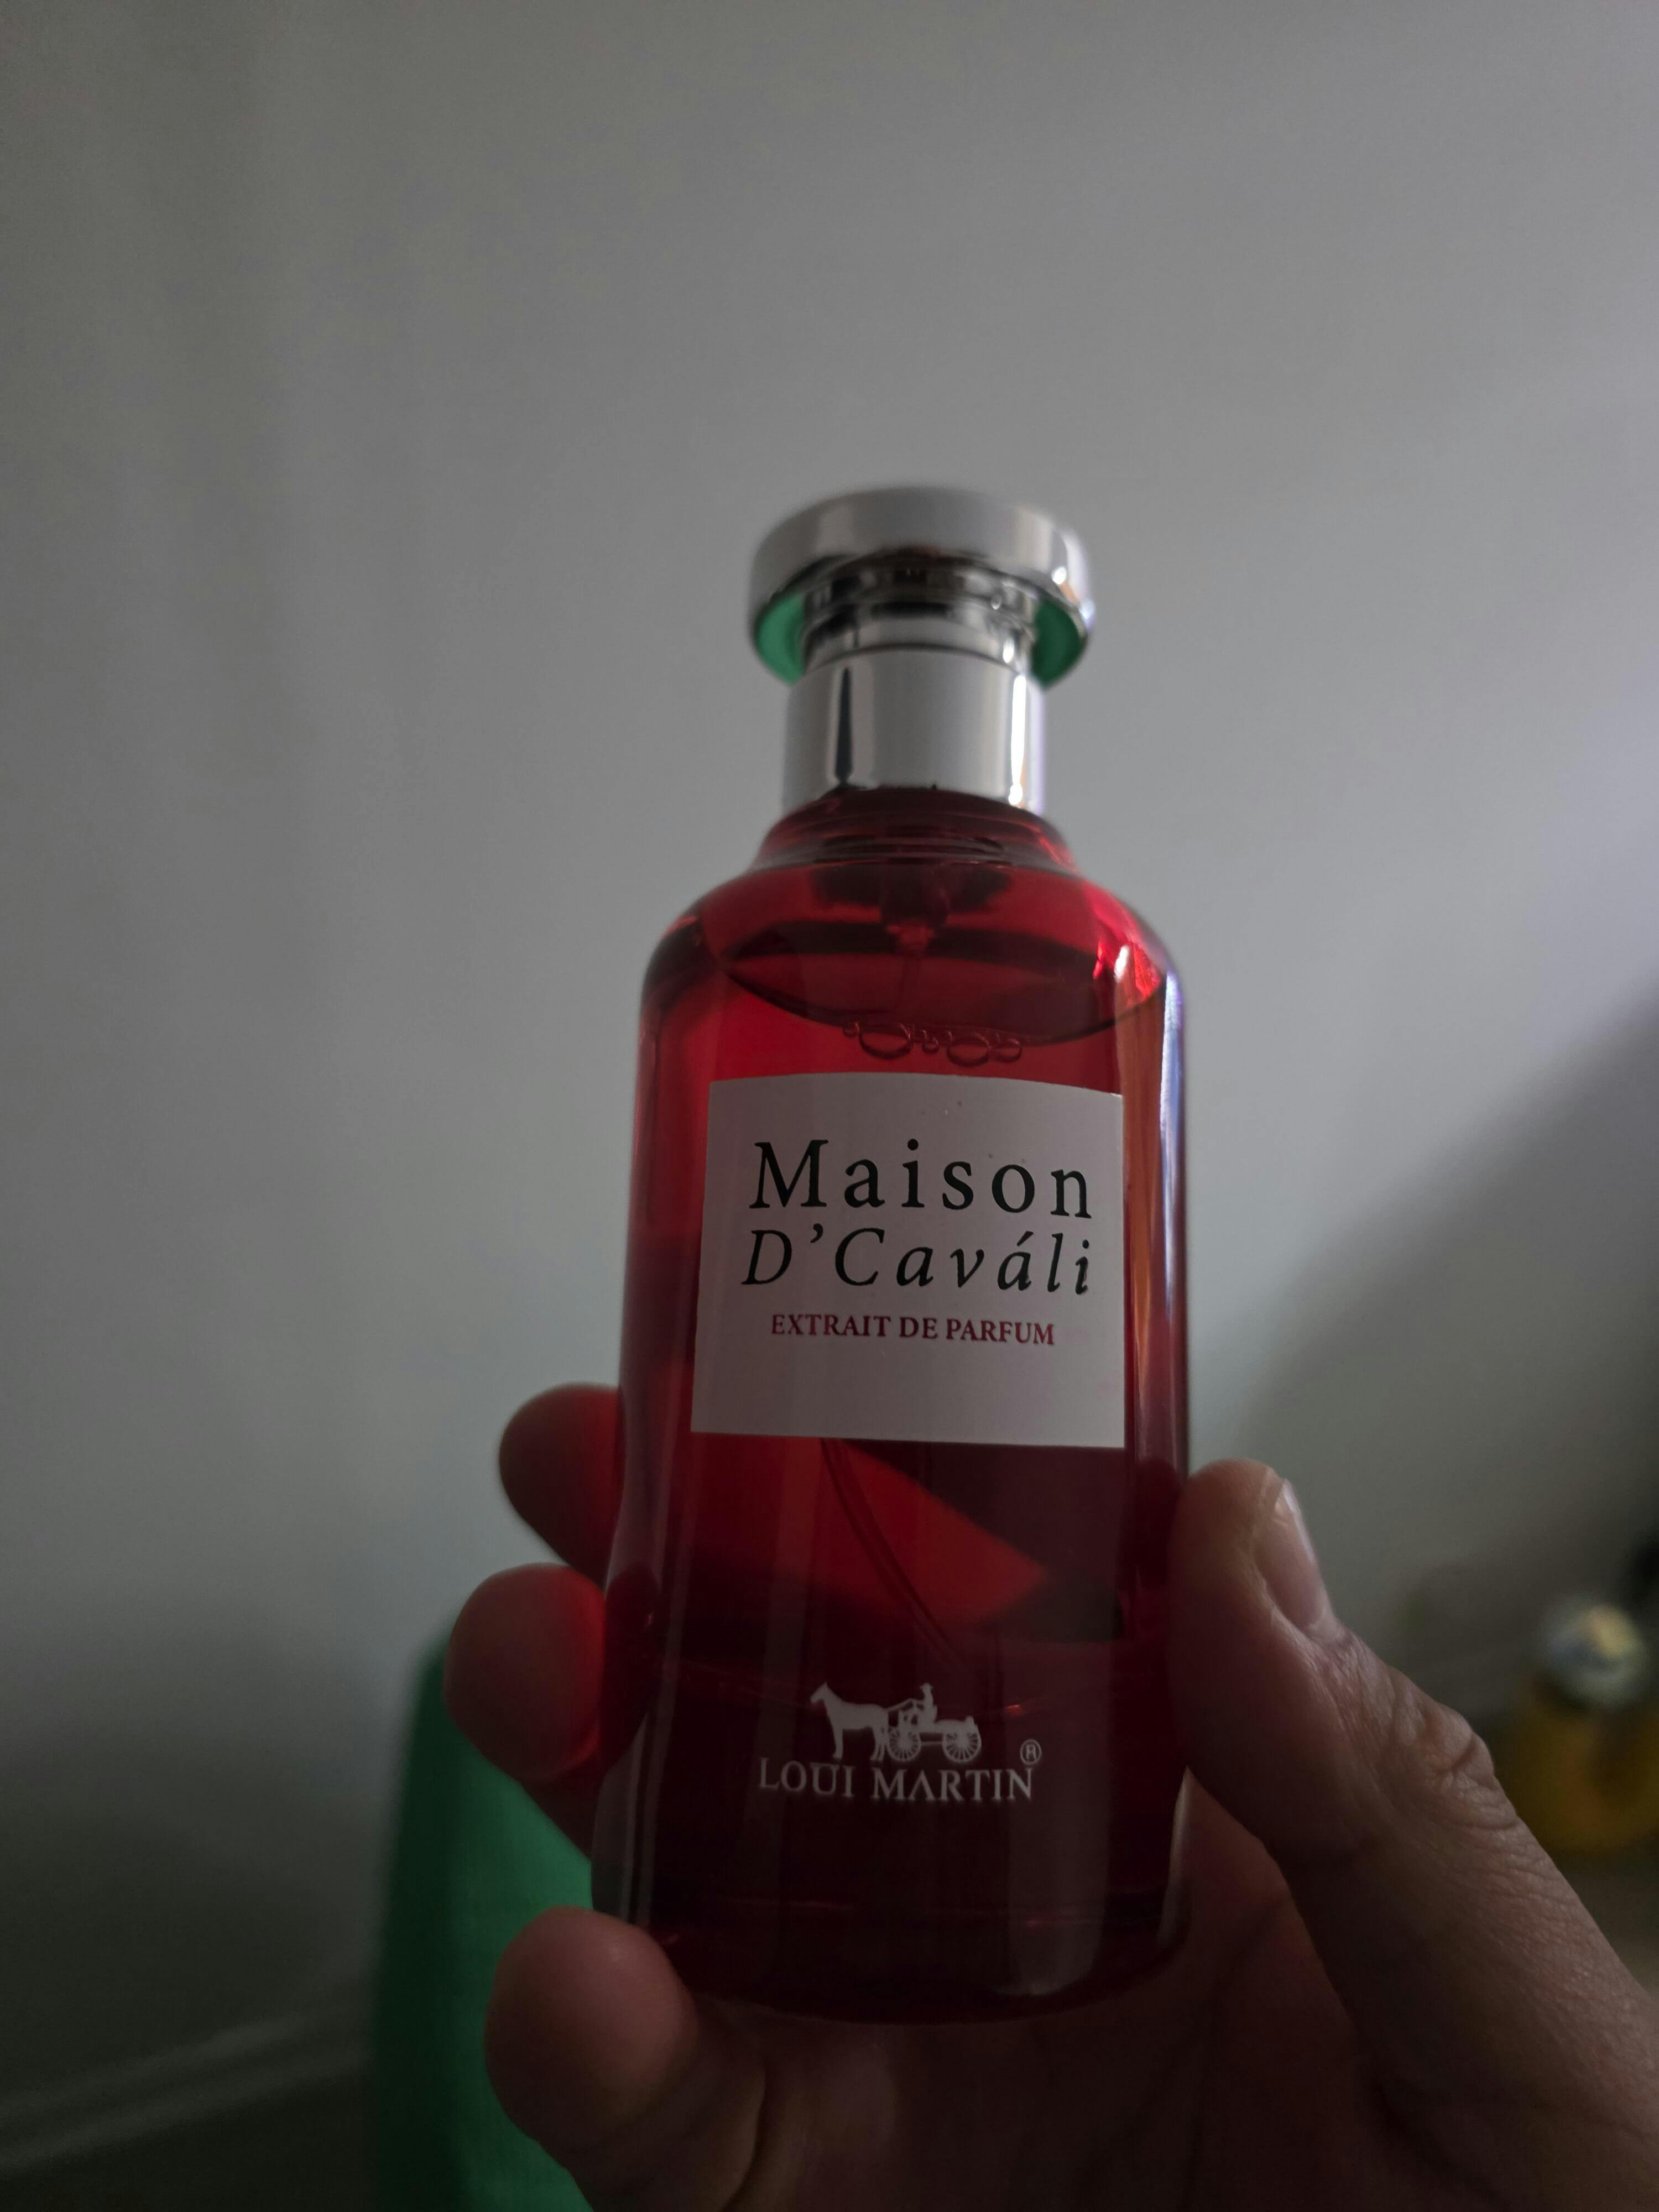 Maison
D'Caváli
EXTRAIT DE PARFUM
LOUI MARTIN®